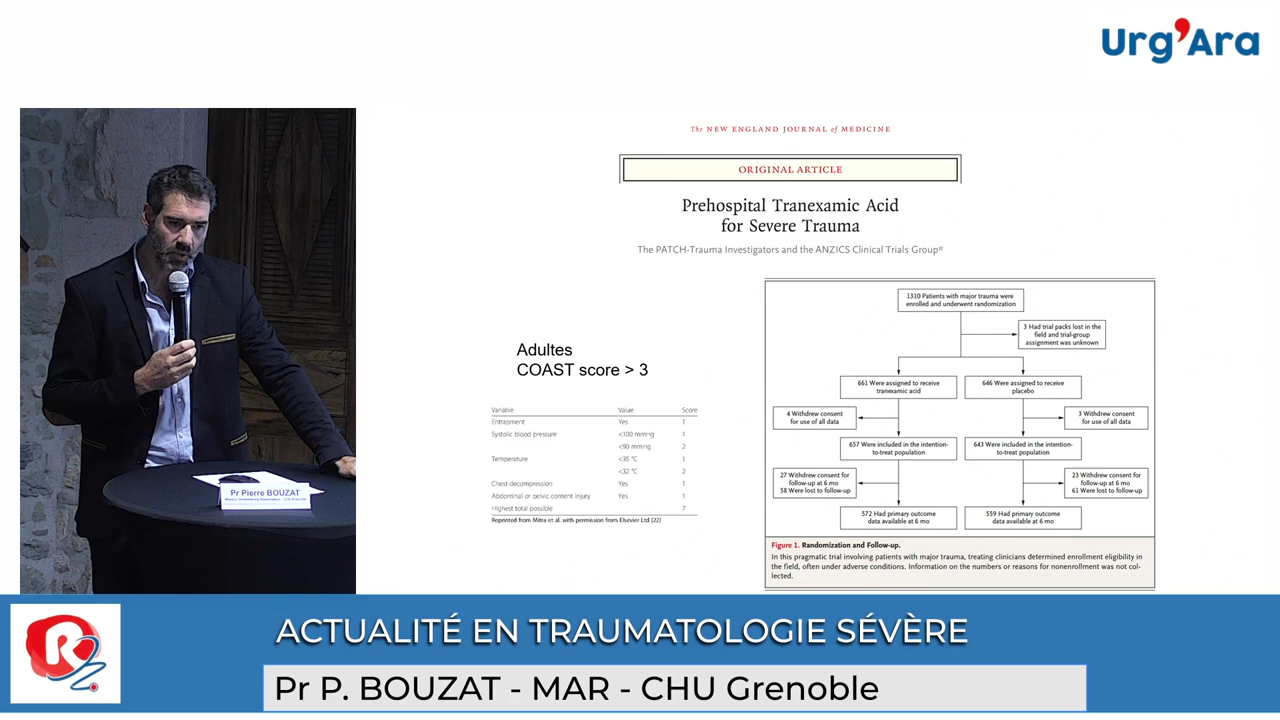 Urg'Ara
The NEW ENGLAND JOURNAL of MEDICINE
ORIGINAL ARTICLE
Prehospital Tranexamic Acid
for Severe Trauma
The PATCH-Trauma Investigators and the ANZICS Clinical Trials Group*
Adultes
COAST score > 3
Variable Value Score
Entrapment Yes 1
Systolic blood pressure <100 mmHg 1
<90 mmHg 2
Temperature <35 °C 1
<32 °C 2
Chest decompression Yes 1
Abdominal or pelvic content injury Yes 1
Highest total possible 7
Reprinted from Mitra et al. with permission from Elsevier Ltd [22]
1310 Patients with major trauma were
enrolled and underwent randomization
3 Had trial packs lost in the
field and trial-group
assignment was unknown
661 Were assigned to receive
tranexamic acid
646 Were assigned to receive
placebo
4 Withdrew consent
for use of all data
3 Withdrew consent
for use of all data
657 Were included in the intention-
to-treat population
643 Were included in the intention-
to-treat population
27 Withdrew consent for
follow-up at 6 mo
58 Were lost to follow-up
23 Withdrew consent for
follow-up at 6 mo
61 Were lost to follow-up
572 Had primary outcome
data available at 6 mo
559 Had primary outcome
data available at 6 mo
Figure 1. Randomization and Follow-up.
In this pragmatic trial involving patients with major trauma, treating clinicians determined enrollment eligibility in
the field, often under adverse conditions. Information on the numbers or reasons for nonenrollment was not col-
lected.
Pr Pierre BOUZAT
R
ACTUALITÉ EN TRAUMATOLOGIE SÉVÈRE
Pr P. BOUZAT - MAR - CHU Grenoble